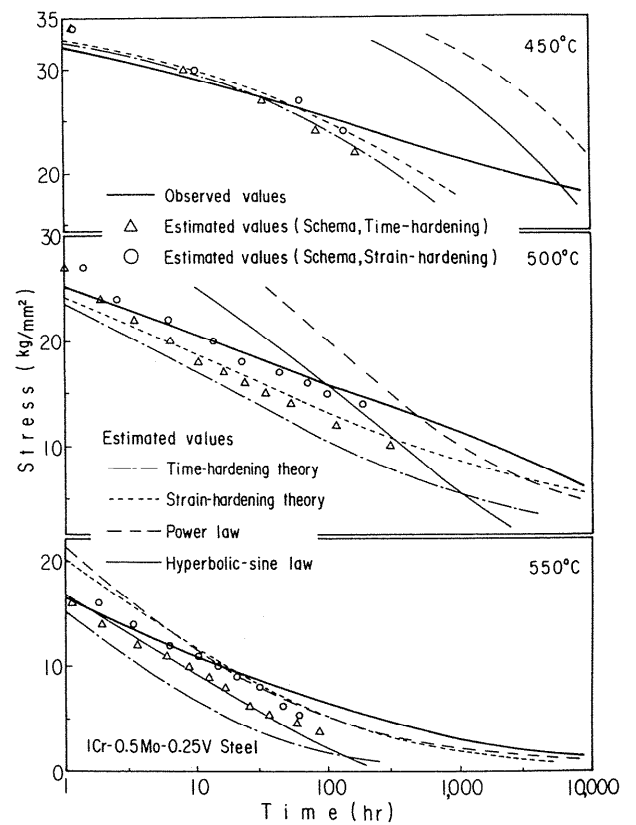 35
30
20
450°C
Observed values
Estimated values (Schema, Time-hardening)
Estimated values (Schema, Strain-hardening)
30
20
10
500°C
Stress (kg/mm²)
Estimated values
Time-hardening theory
Strain-hardening theory
Power law
Hyperbolic-sine law
20
10
0
550°C
1Cr-0.5Mo-0.25V Steel
1 10 100 1,000 10,000
Time (hr)